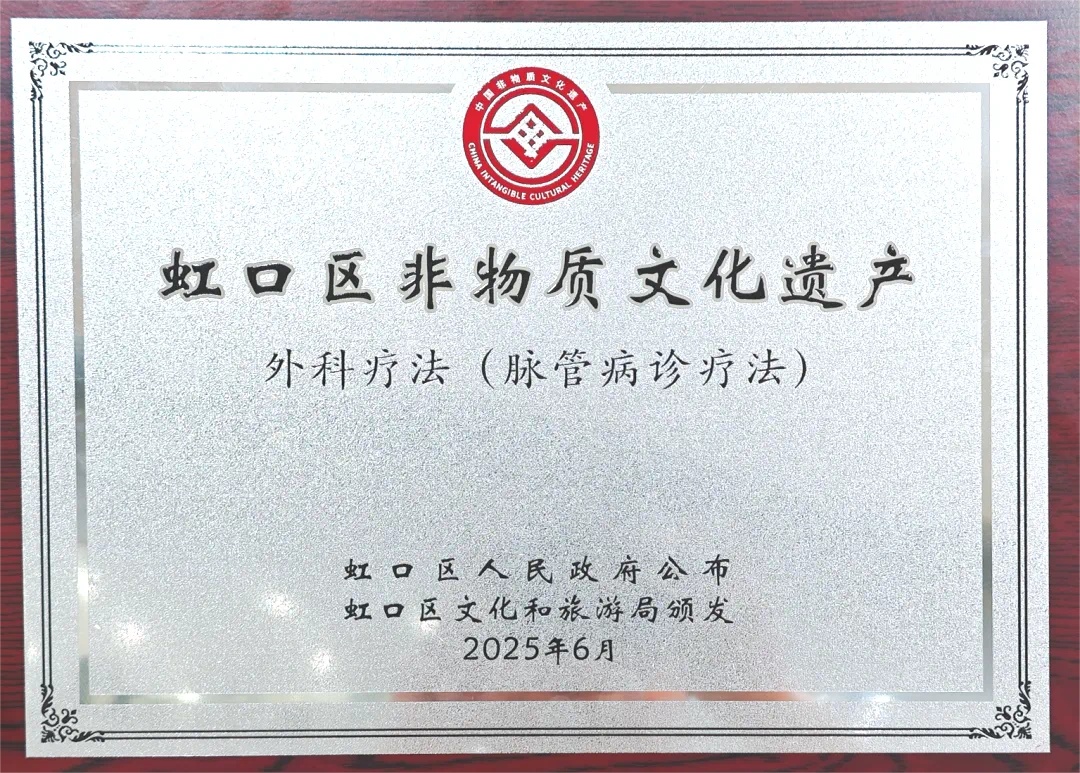 中国非物质文化遗产
CHINA INTANGIBLE CULTURAL HERITAGE
虹口区非物质文化遗产
外科疗法（脉管病诊疗法）
虹口区人民政府公布
虹口区文化和旅游局颁发
2025年6月